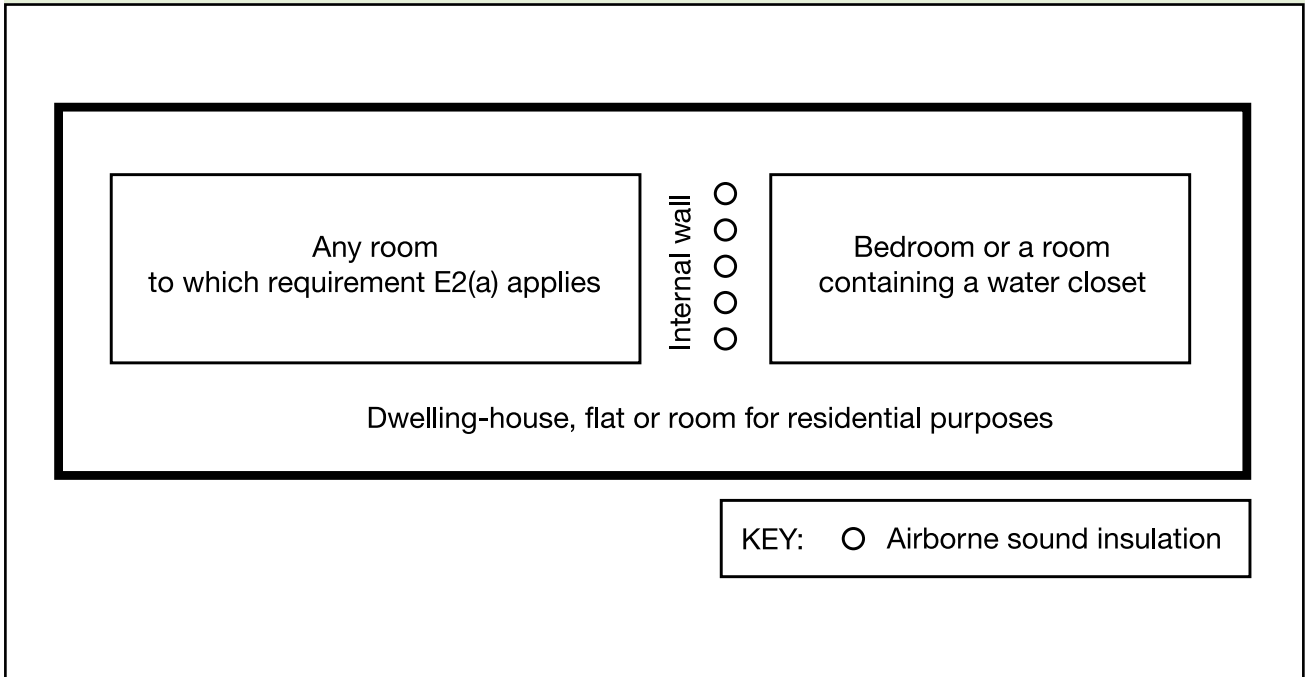 Any room
to which requirement E2(a) applies
Internal wall
Bedroom or a room
containing a water closet
Dwelling-house, flat or room for residential purposes
KEY: Airborne sound insulation